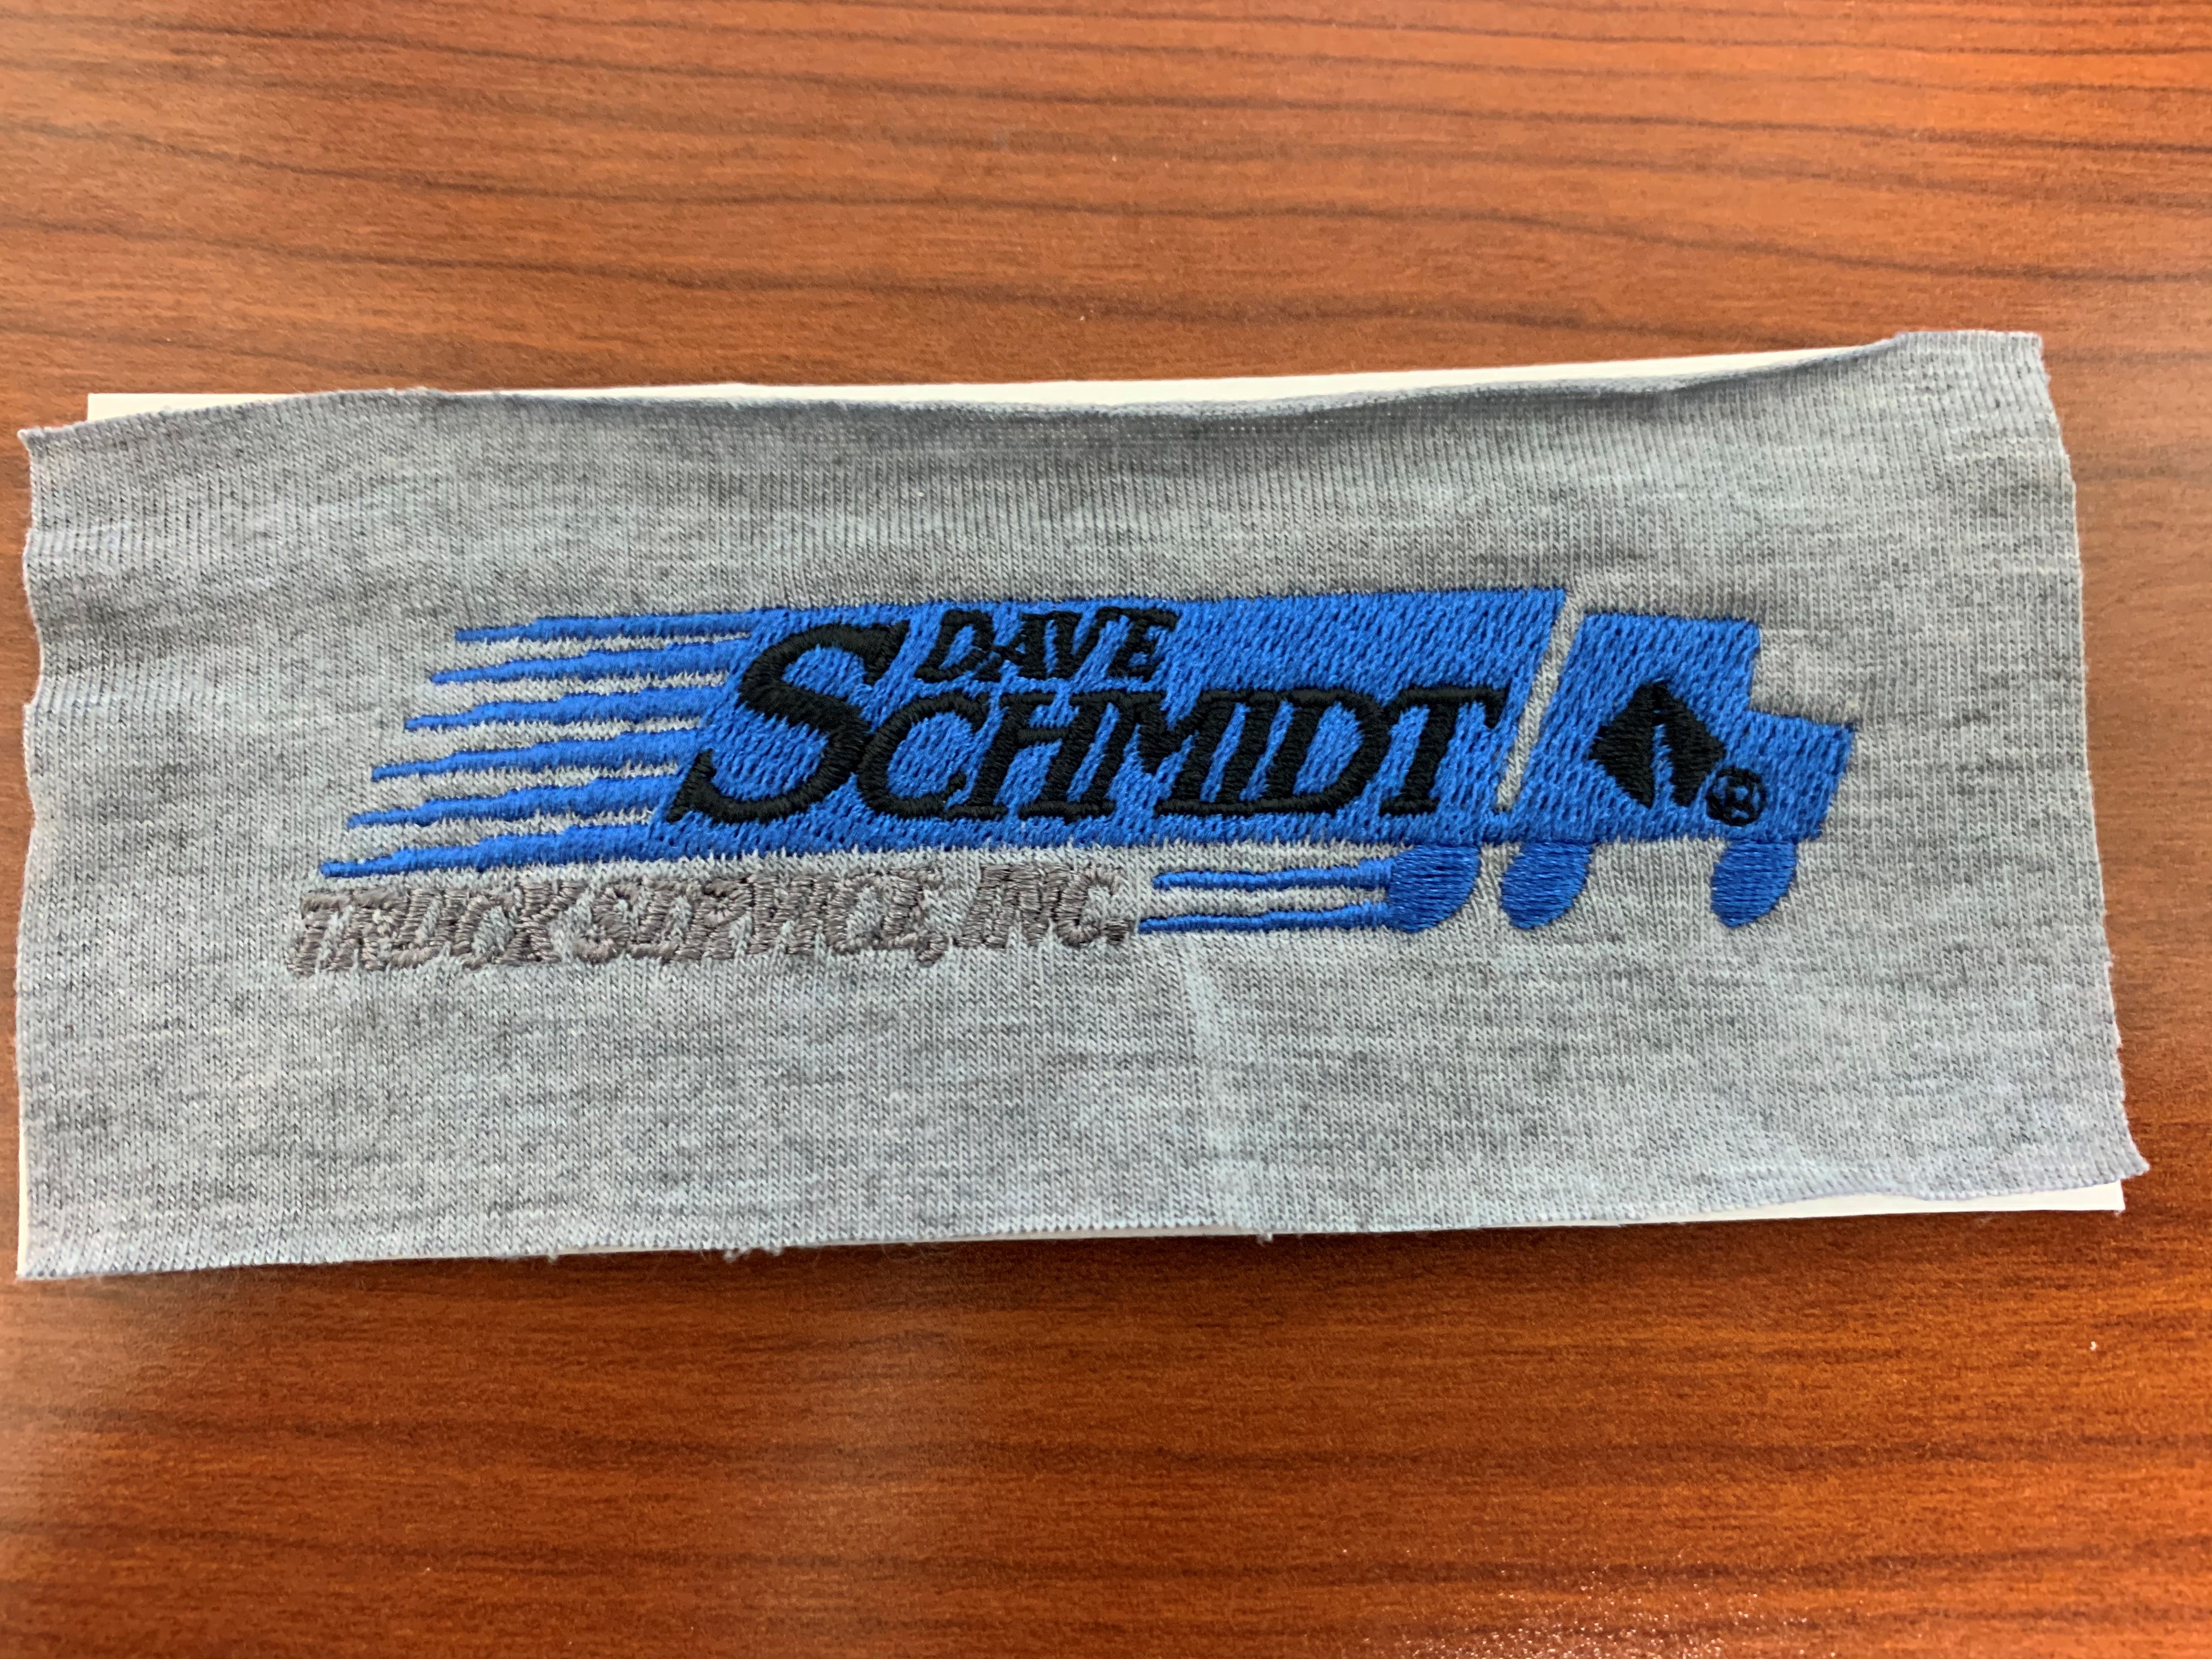 DAVE
SCHMIDT
®
TRUCK SERVICE, INC.